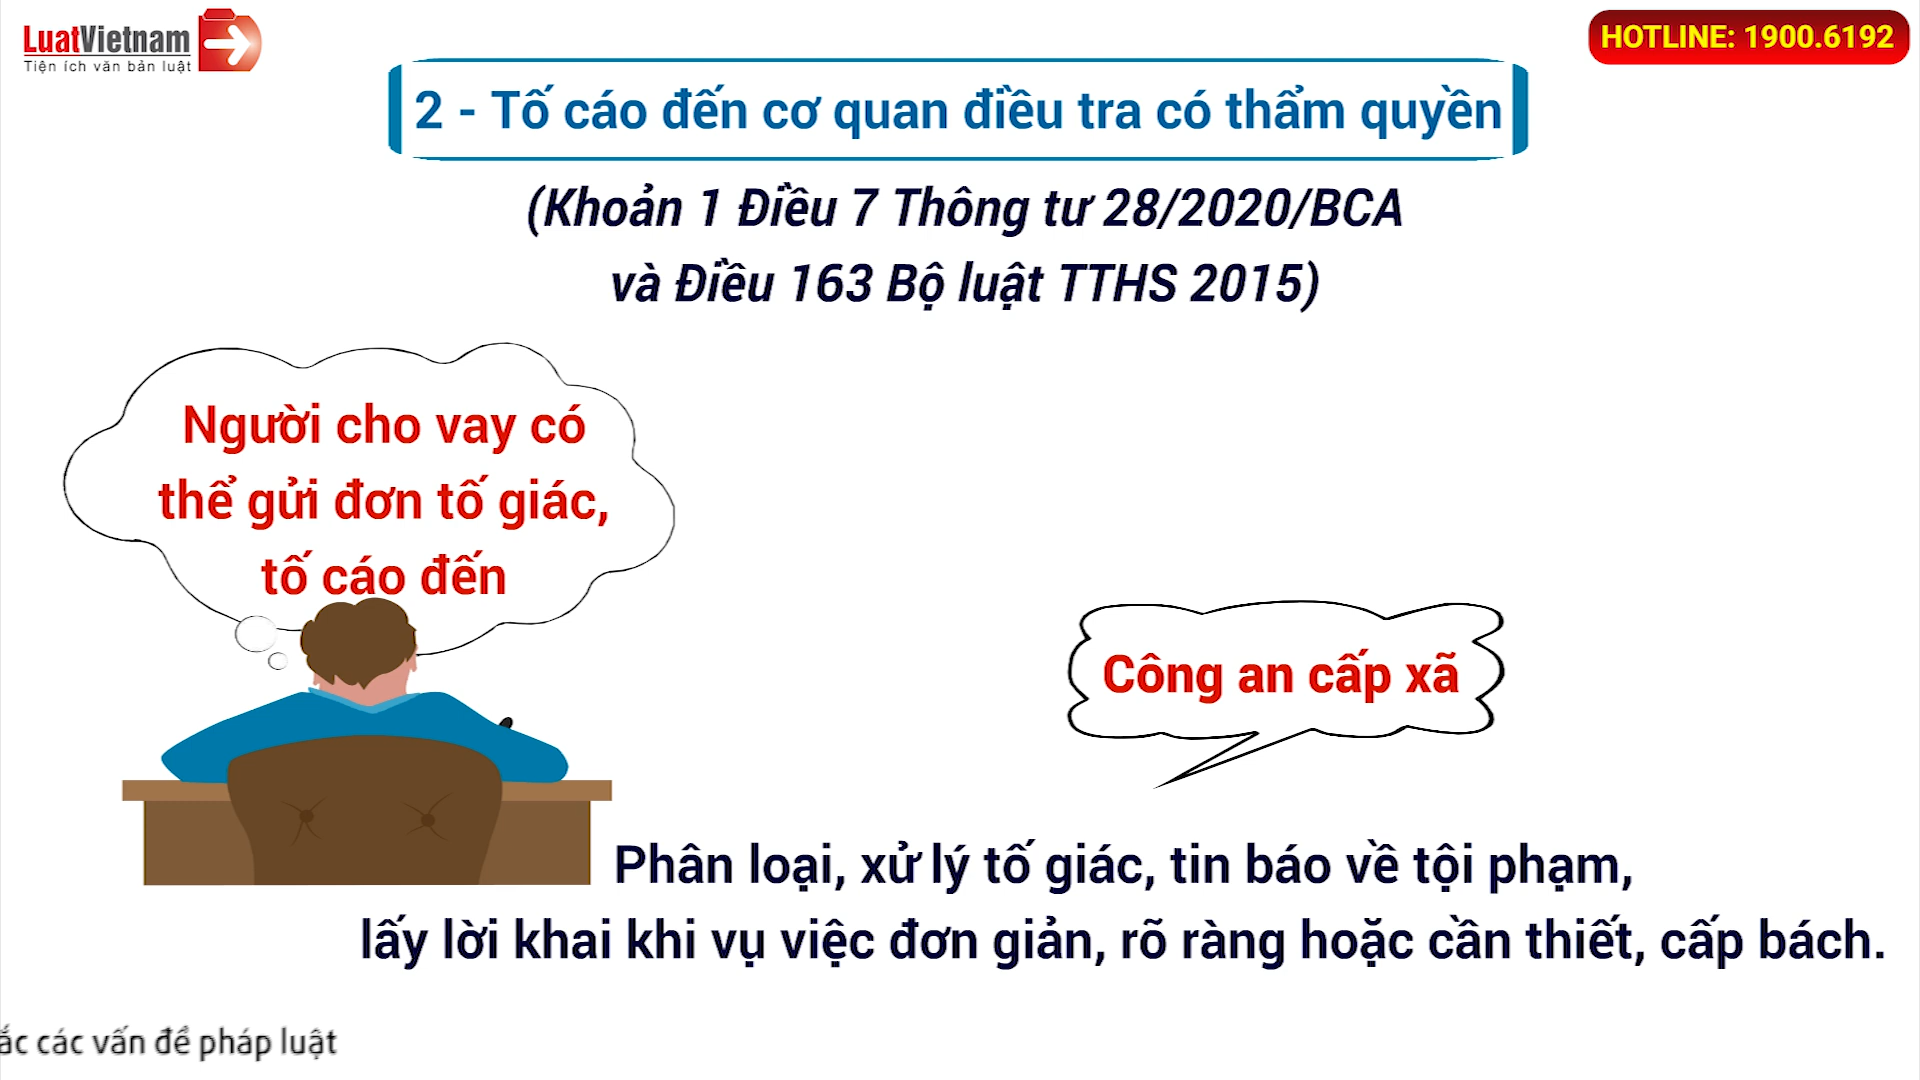 LuatVietnam
Tiện ích văn bản luật
HOTLINE: 1900.6192
2 - Tố cáo đến cơ quan điều tra có thẩm quyền
(Khoản 1 Điều 7 Thông tư 28/2020/BCA
và Điều 163 Bộ luật TTHS 2015)
Người cho vay có
thể gửi đơn tố giác,
tố cáo đến
Công an cấp xã
Phân loại, xử lý tố giác, tin báo về tội phạm,
lấy lời khai khi vụ việc đơn giản, rõ ràng hoặc cần thiết, cấp bách.
các vấn đề pháp luật